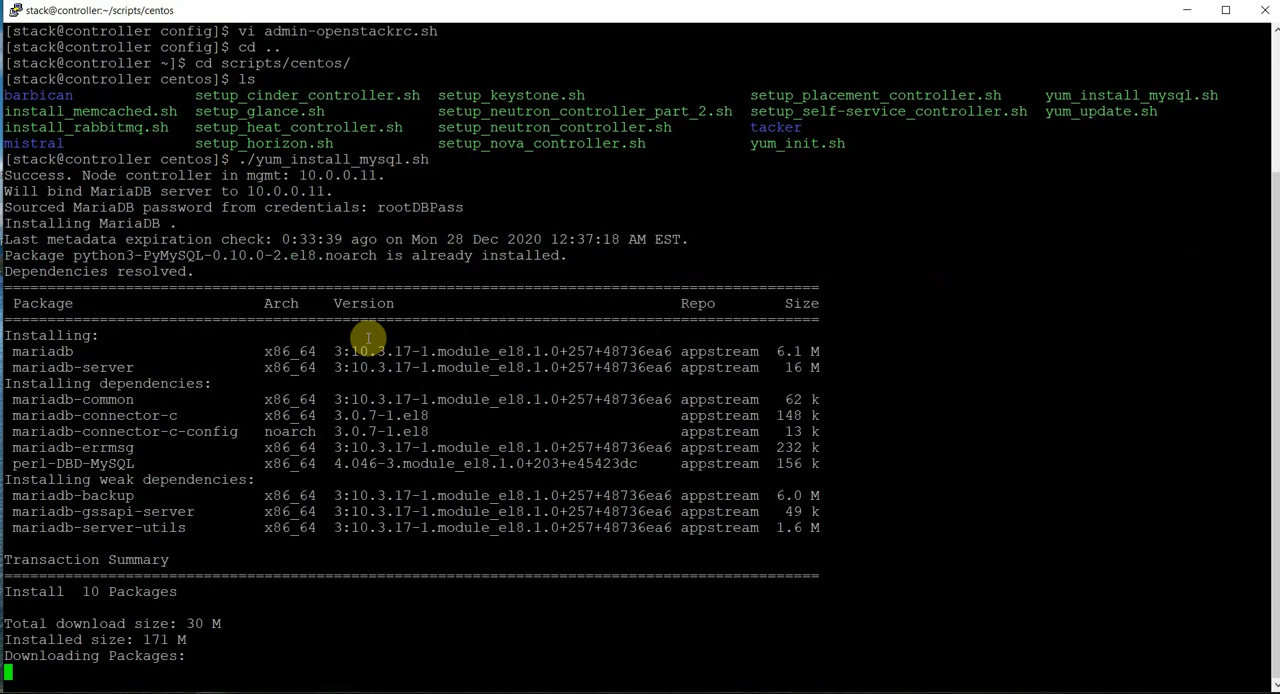 stack@controller:~/scripts/centos
[stack@controller config]$ vi admin-openstackrc.sh
[stack@controller config]$ cd ..
[stack@controller ~]$ cd scripts/centos/
[stack@controller centos]$ ls
barbican setup_cinder_controller.sh setup_keystone.sh setup_placement_controller.sh yum_install_mysql.sh
install_memcached.sh setup_glance.sh setup_neutron_controller_part_2.sh setup_self-service_controller.sh yum_update.sh
install_rabbitmq.sh setup_heat_controller.sh setup_neutron_controller.sh tacker
mistral setup_horizon.sh setup_nova_controller.sh yum_init.sh
[stack@controller centos]$ ./yum_install_mysql.sh
Success. Node controller in mgmt: 10.0.0.11.
Will bind MariaDB server to 10.0.0.11.
Sourced MariaDB password from credentials: rootDBPass
Installing MariaDB .
Last metadata expiration check: 0:33:39 ago on Mon 28 Dec 2020 12:37:18 AM EST.
Package python3-PyMySQL-0.10.0-2.el8.noarch is already installed.
Dependencies resolved.
================================================================================
Package Arch Version Repo Size
================================================================================
Installing:
mariadb x86_64 3:10.3.17-1.module_el8.1.0+257+48736ea6 appstream 6.1 M
mariadb-server x86_64 3:10.3.17-1.module_el8.1.0+257+48736ea6 appstream 16 M
Installing dependencies:
mariadb-common x86_64 3:10.3.17-1.module_el8.1.0+257+48736ea6 appstream 62 k
mariadb-connector-c x86_64 3.0.7-1.el8 appstream 148 k
mariadb-connector-c-config noarch 3.0.7-1.el8 appstream 13 k
mariadb-errmsg x86_64 3:10.3.17-1.module_el8.1.0+257+48736ea6 appstream 232 k
perl-DBD-MySQL x86_64 4.046-3.module_el8.1.0+203+e45423dc appstream 156 k
Installing weak dependencies:
mariadb-backup x86_64 3:10.3.17-1.module_el8.1.0+257+48736ea6 appstream 6.0 M
mariadb-gssapi-server x86_64 3:10.3.17-1.module_el8.1.0+257+48736ea6 appstream 49 k
mariadb-server-utils x86_64 3:10.3.17-1.module_el8.1.0+257+48736ea6 appstream 1.6 M
Transaction Summary
================================================================================
Install 10 Packages
Total download size: 30 M
Installed size: 171 M
Downloading Packages: